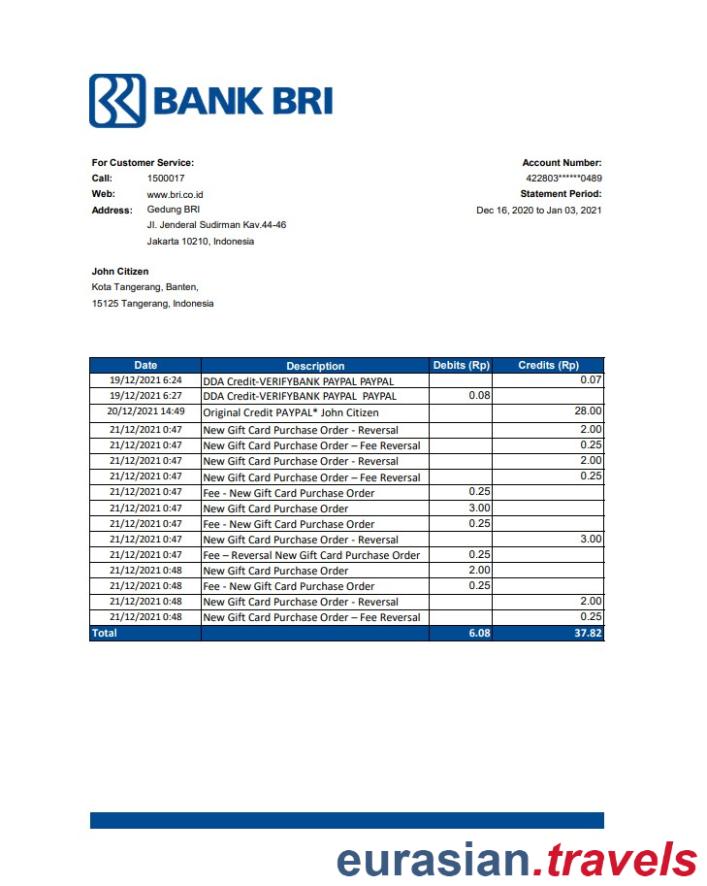 BANK BRI
For Customer Service:
Call: 1500017
Web: www.bri.co.id
Address: Gedung BRI
Jl. Jenderal Sudirman Kav.44-46
Jakarta 10210, Indonesia
Account Number:
422803******0489
Statement Period:
Dec 16, 2020 to Jan 03, 2021
John Citizen
Kota Tangerang, Banten,
15125 Tangerang, Indonesia
Date Description Debits (Rp) Credits (Rp)
19/12/2021 6:24 DDA Credit-VERIFYBANK PAYPAL PAYPAL 0.07
19/12/2021 6:27 DDA Credit-VERIFYBANK PAYPAL PAYPAL 0.08
20/12/2021 14:49 Original Credit PAYPAL* John Citizen 28.00
21/12/2021 0:47 New Gift Card Purchase Order - Reversal 2.00
21/12/2021 0:47 New Gift Card Purchase Order – Fee Reversal 0.25
21/12/2021 0:47 New Gift Card Purchase Order - Reversal 2.00
21/12/2021 0:47 New Gift Card Purchase Order – Fee Reversal 0.25
21/12/2021 0:47 Fee - New Gift Card Purchase Order 0.25
21/12/2021 0:47 New Gift Card Purchase Order 3.00
21/12/2021 0:47 Fee - New Gift Card Purchase Order 0.25
21/12/2021 0:47 New Gift Card Purchase Order - Reversal 3.00
21/12/2021 0:47 Fee – Reversal New Gift Card Purchase Order 0.25
21/12/2021 0:48 New Gift Card Purchase Order 2.00
21/12/2021 0:48 Fee - New Gift Card Purchase Order 0.25
21/12/2021 0:48 New Gift Card Purchase Order - Reversal 2.00
21/12/2021 0:48 New Gift Card Purchase Order – Fee Reversal 0.25
Total 6.08 37.82
eurasian.travels